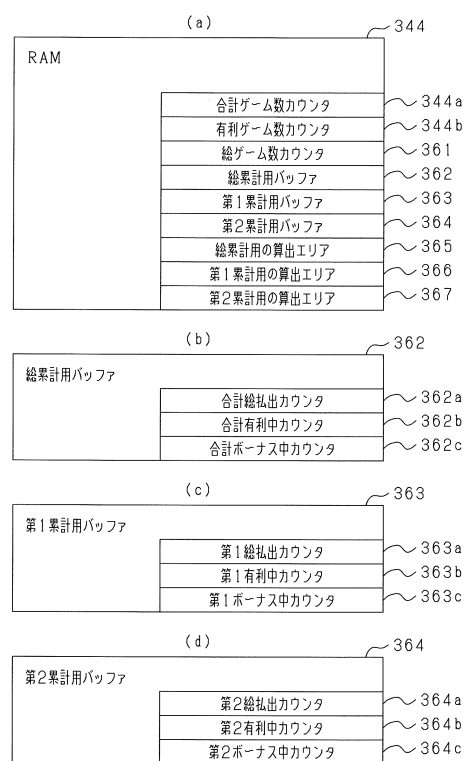 (a)
344
RAM
合計ゲーム数カウンタ 344a
有利ゲーム数カウンタ 344b
総ゲーム数カウンタ 361
総累計用バッファ 362
第1累計用バッファ 363
第2累計用バッファ 364
総累計用の算出エリア 365
第1累計用の算出エリア 366
第2累計用の算出エリア 367
(b)
362
総累計用バッファ
合計総払出カウンタ 362a
合計有利中カウンタ 362b
合計ボーナス中カウンタ 362c
(c)
363
第1累計用バッファ
第1総払出カウンタ 363a
第1有利中カウンタ 363b
第1ボーナス中カウンタ 363c
(d)
364
第2累計用バッファ
第2総払出カウンタ 364a
第2有利中カウンタ 364b
第2ボーナス中カウンタ 364c